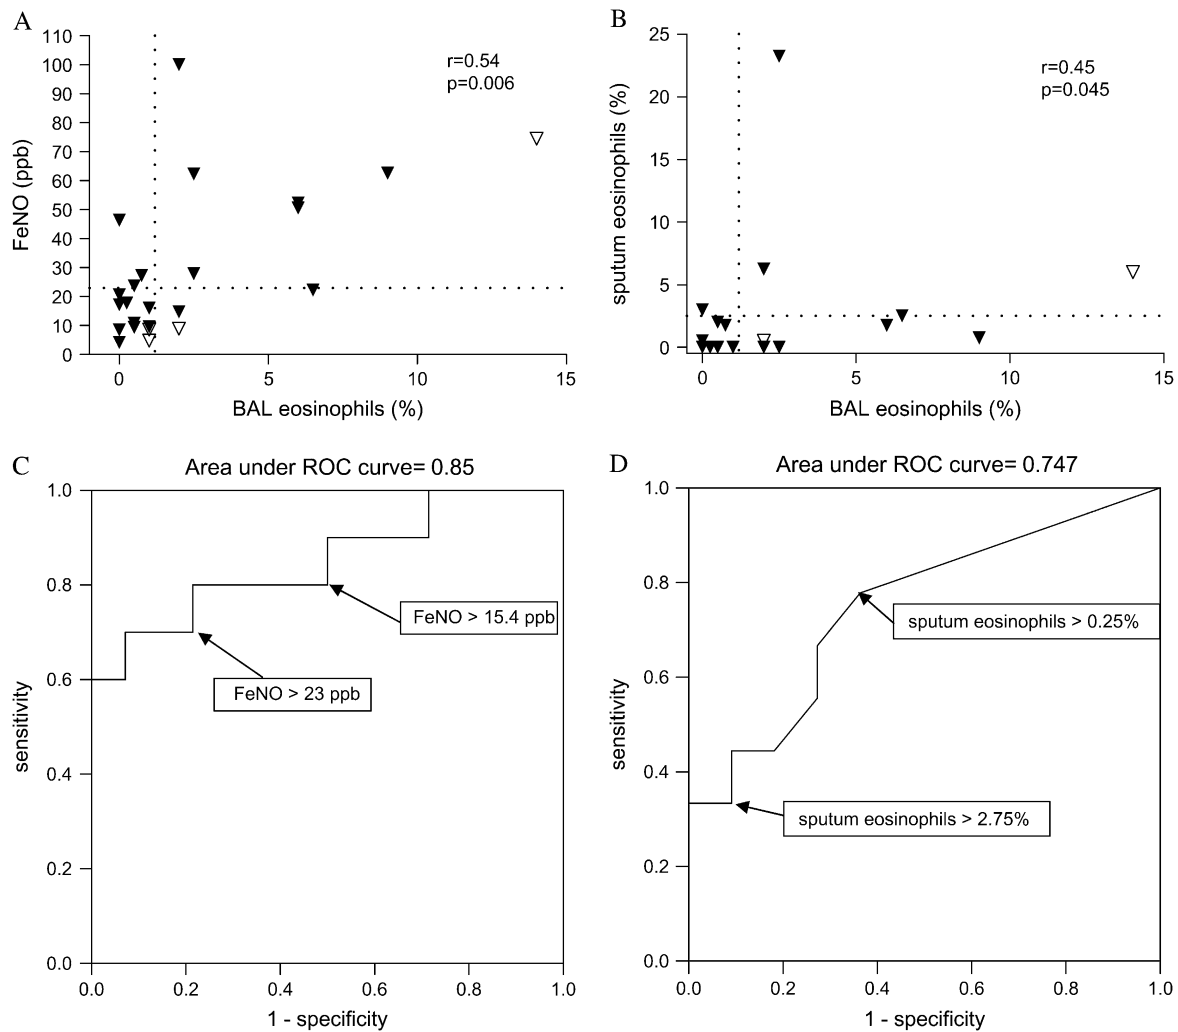 A
110
100
90
80
70
60
50
40
30
20
10
0
FeNO (ppb)
r=0.54
p=0.006
0 5 10 15
BAL eosinophils (%)
B
25
20
15
10
5
0
sputum eosinophils (%)
r=0.45
p=0.045
0 5 10 15
BAL eosinophils (%)
C
Area under ROC curve= 0.85
1.0
0.8
0.6
0.4
0.2
0.0
sensitivity
FeNO > 15.4 ppb
FeNO > 23 ppb
0.0 0.2 0.4 0.6 0.8 1.0
1 - specificity
D
Area under ROC curve= 0.747
1.0
0.8
0.6
0.4
0.2
0.0
sensitivity
sputum eosinophils > 0.25%
sputum eosinophils > 2.75%
0.0 0.2 0.4 0.6 0.8 1.0
1 - specificity